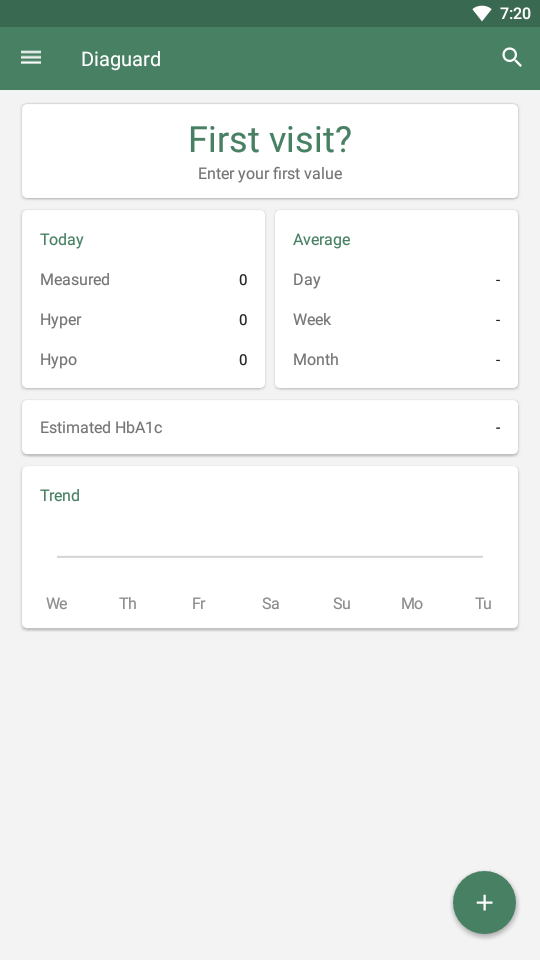 7:20
Diaguard
First visit?
Enter your first value
Today
Measured 0
Hyper 0
Hypo 0
Average
Day -
Week -
Month -
Estimated HbA1c -
Trend
We Th Fr Sa Su Mo Tu